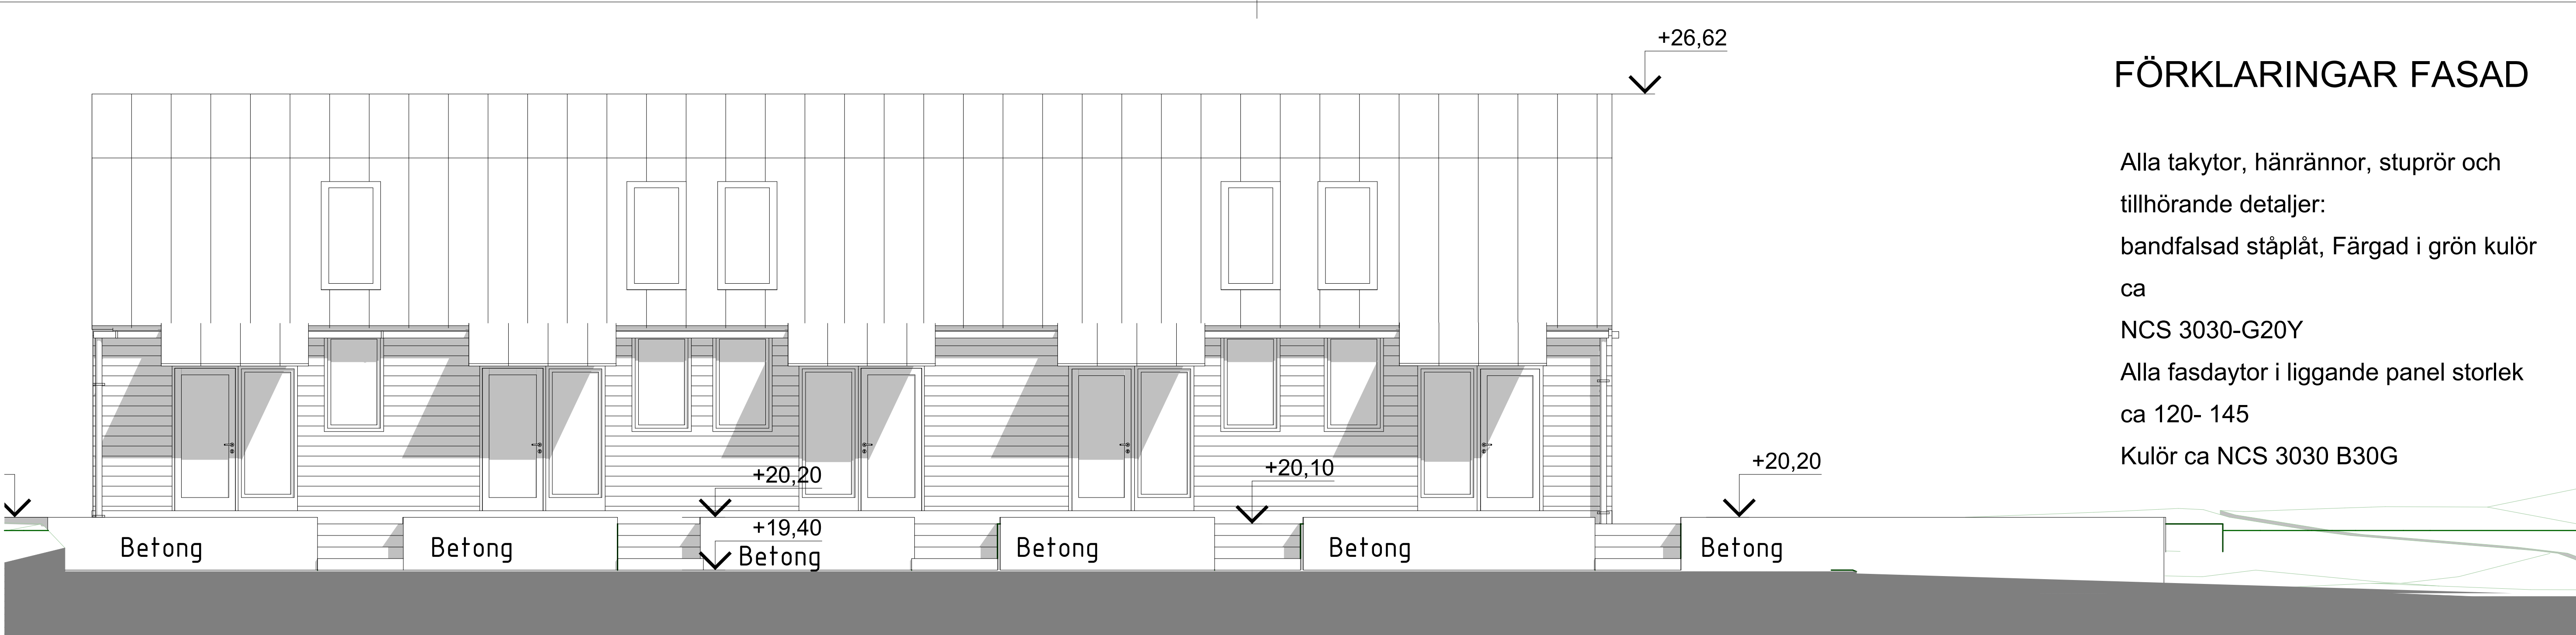 +26,62
FÖRKLARINGAR FASAD
Alla takytor, hänrännor, stuprör och
tillhörande detaljer:
bandfalsad ståplåt, Färgad i grön kulör
ca
NCS 3030-G20Y
Alla fasdaytor i liggande panel storlek
ca 120- 145
Kulör ca NCS 3030 B30G
+20,20
+20,10
+20,20
+19,40
Betong
Betong
Betong
Betong
Betong
Betong